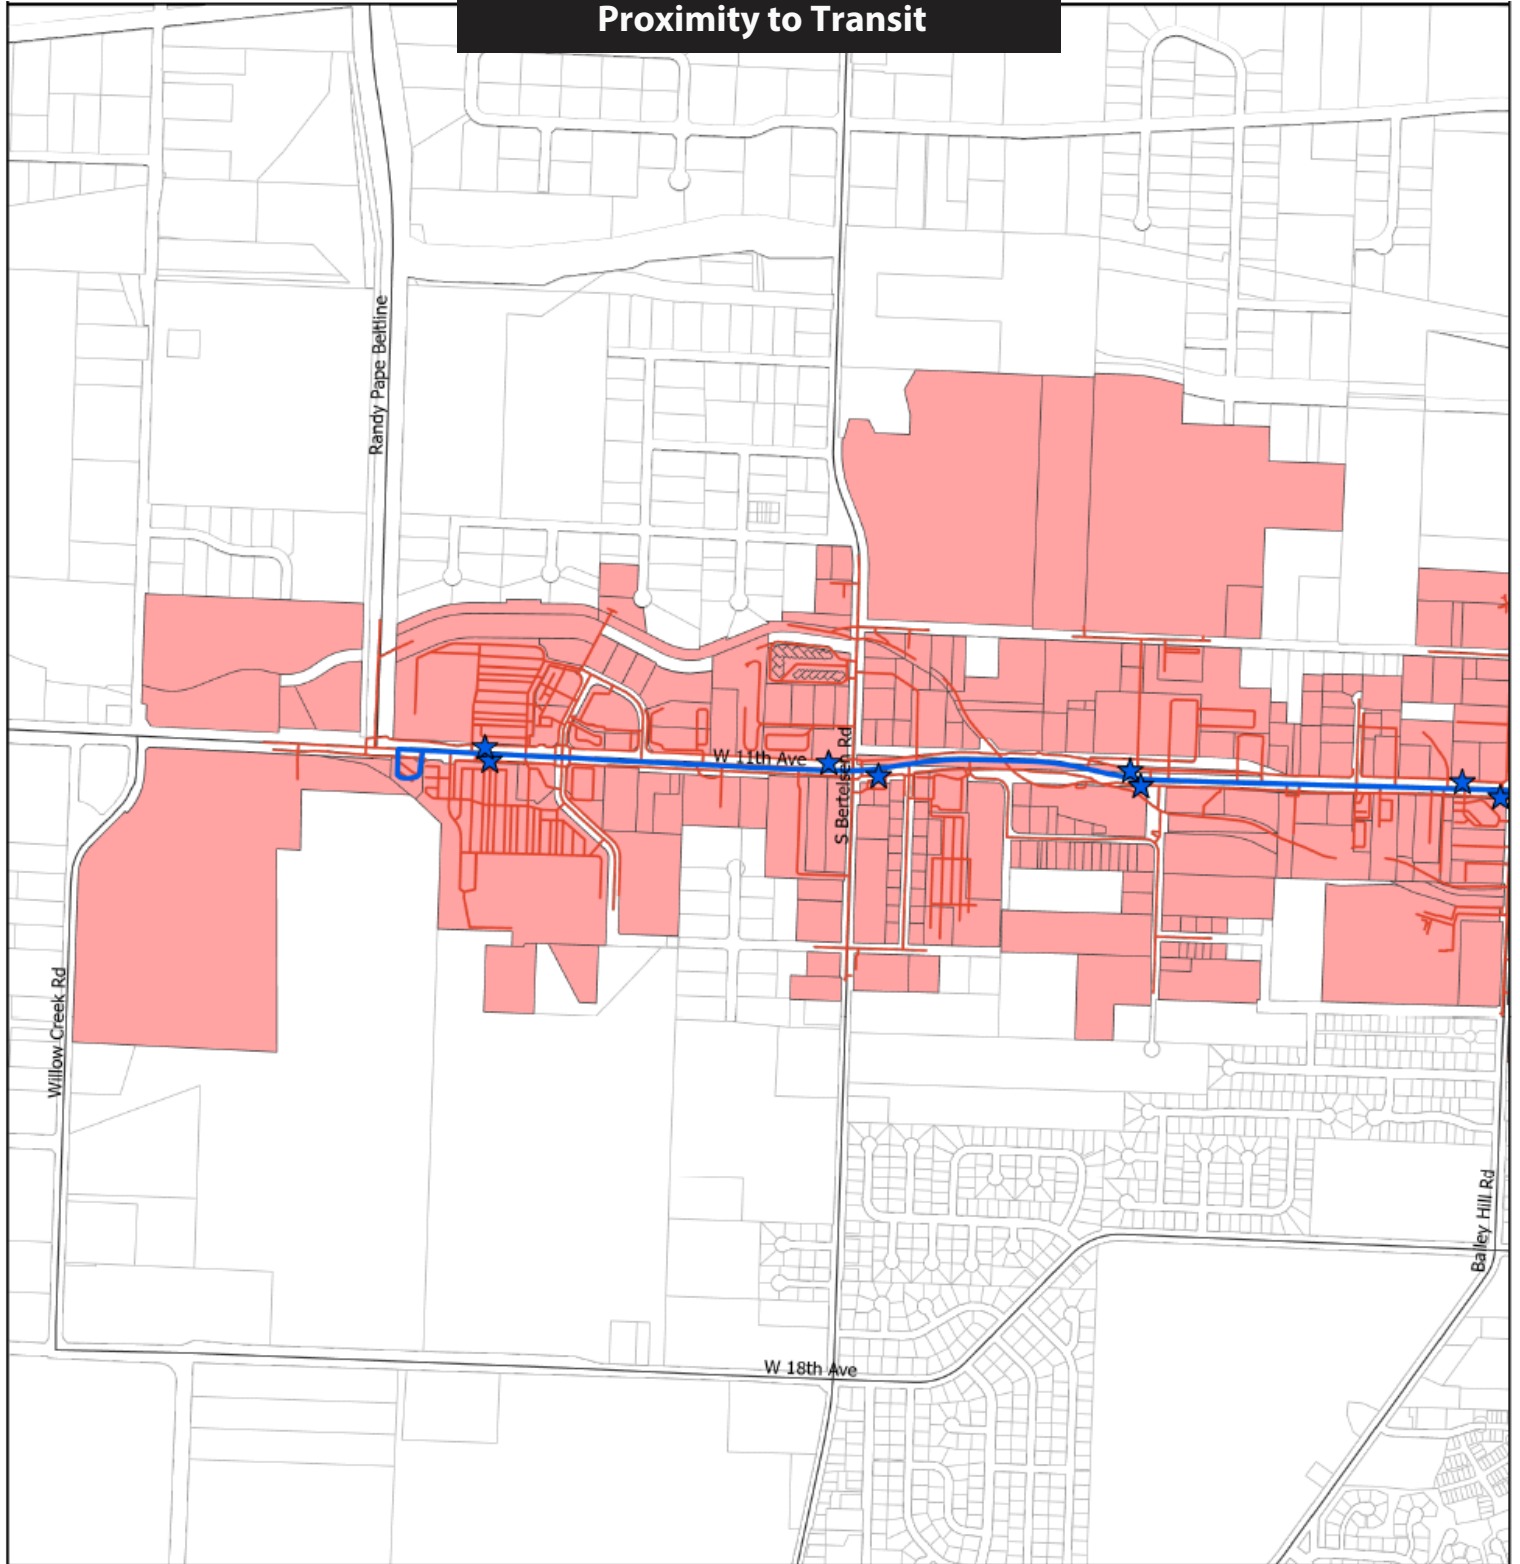 Proximity to Transit
Randy Pape Beltline
W 11th Ave
S Bertelsen Rd
Willow Creek Rd
Bailey Hill Rd
W 18th Ave